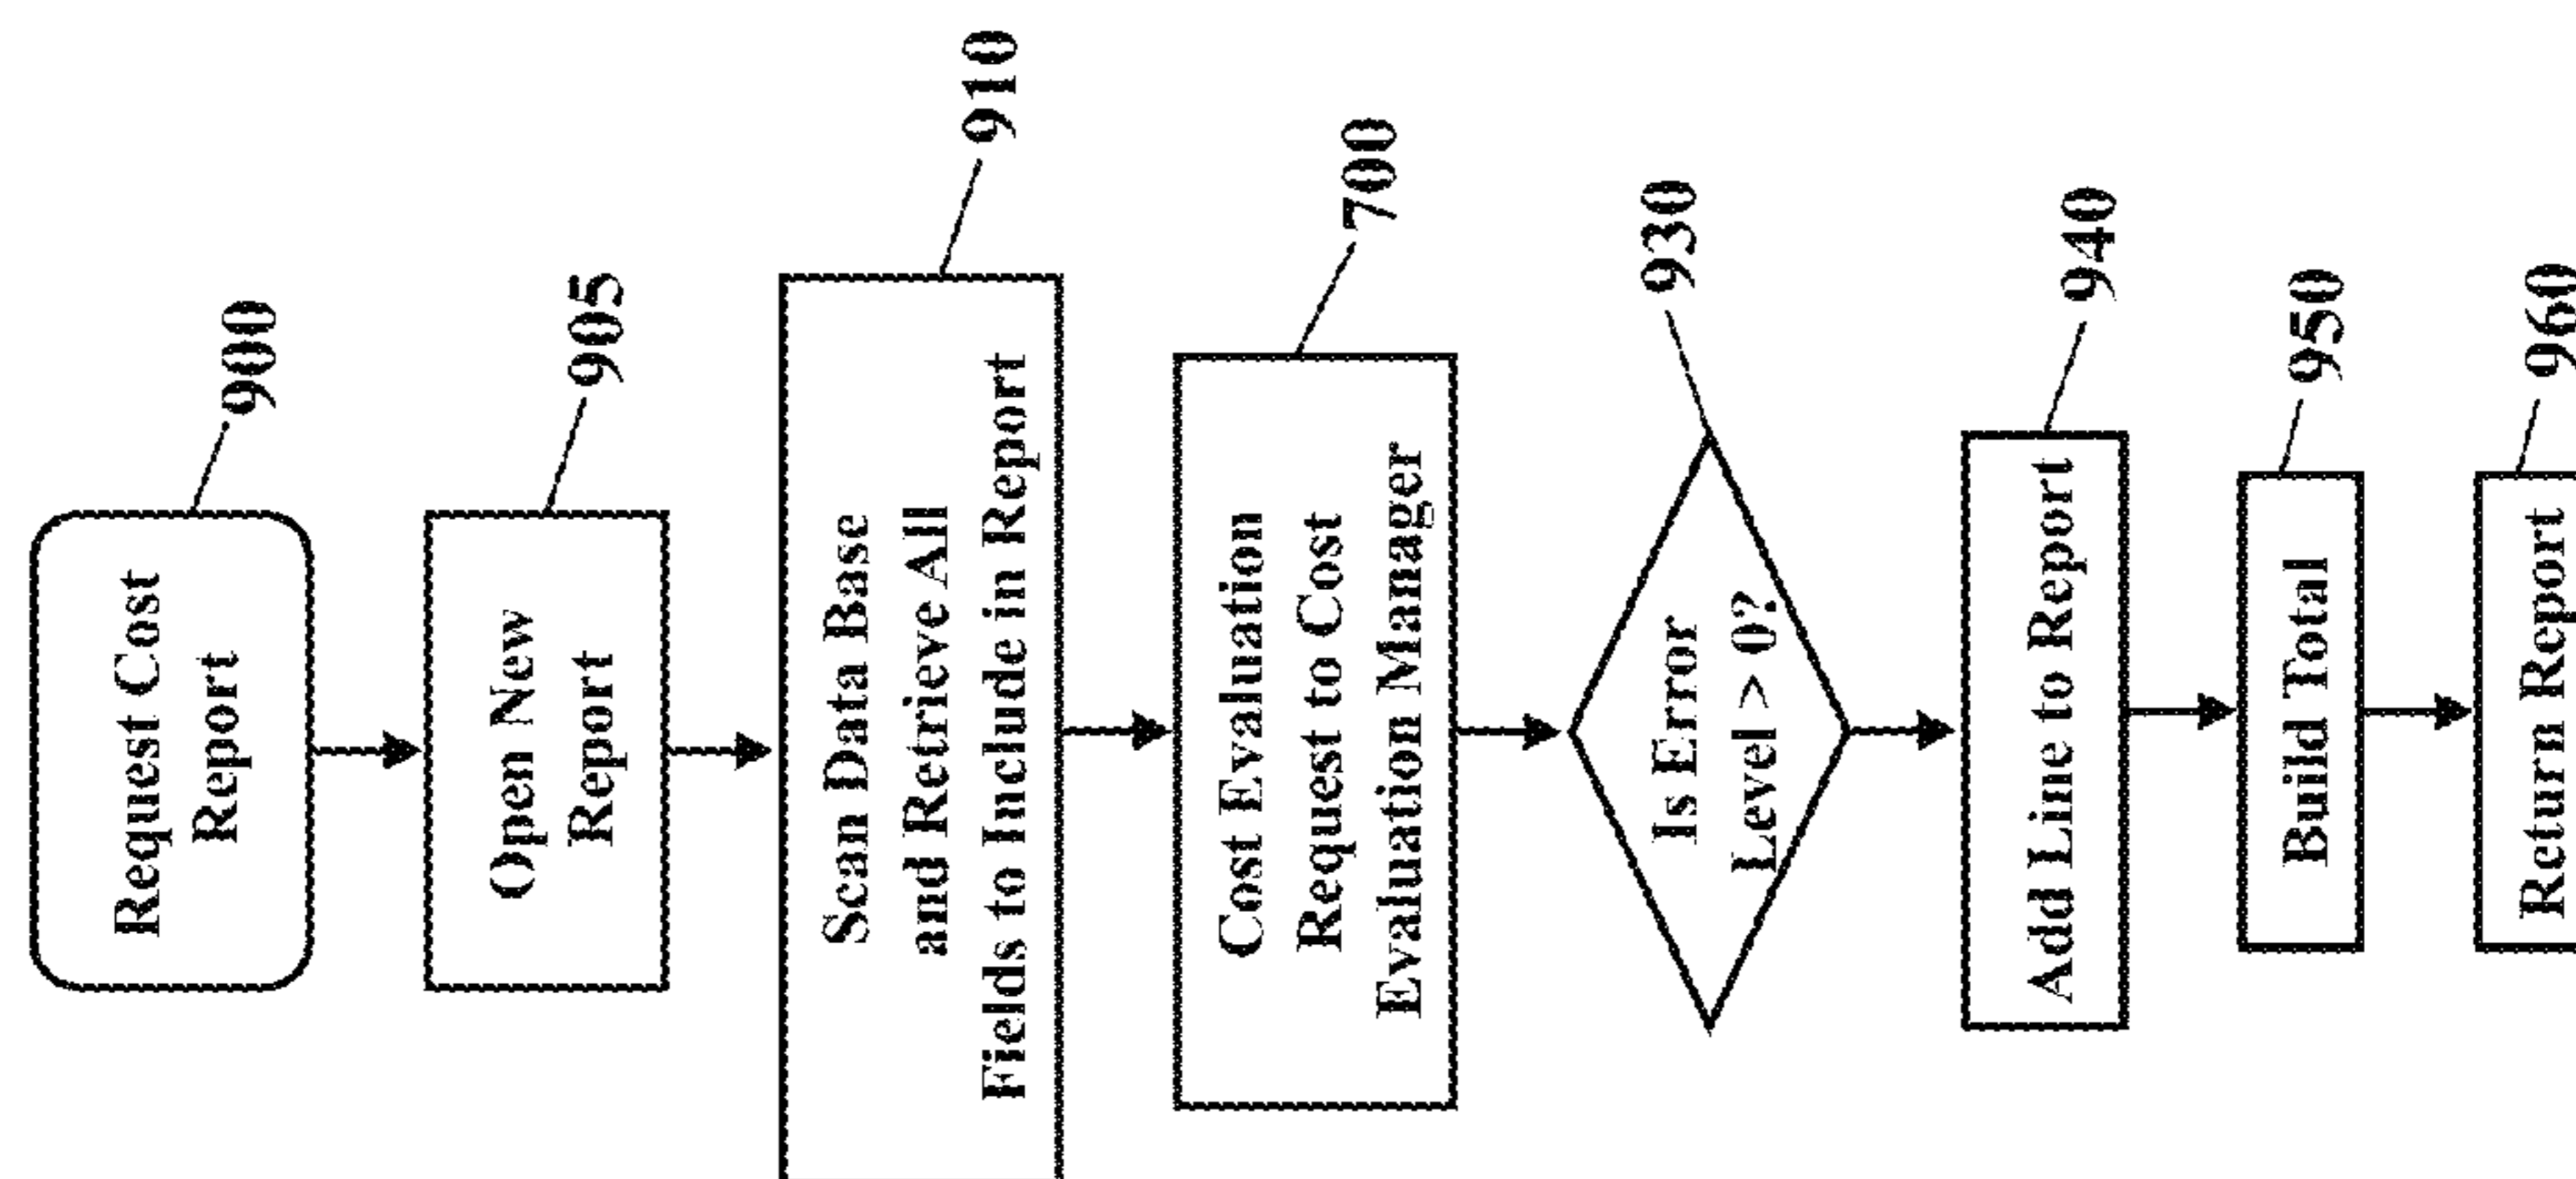 Request Cost
Report
900
Open New
Report
905
Scan Data Base
and Retrieve All
Fields to Include in Report
910
Cost Evaluation
Request to Cost
Evaluation Manager
700
Is Error
Level > 0?
930
Add Line to Report
940
Build Total
950
Return Report
960